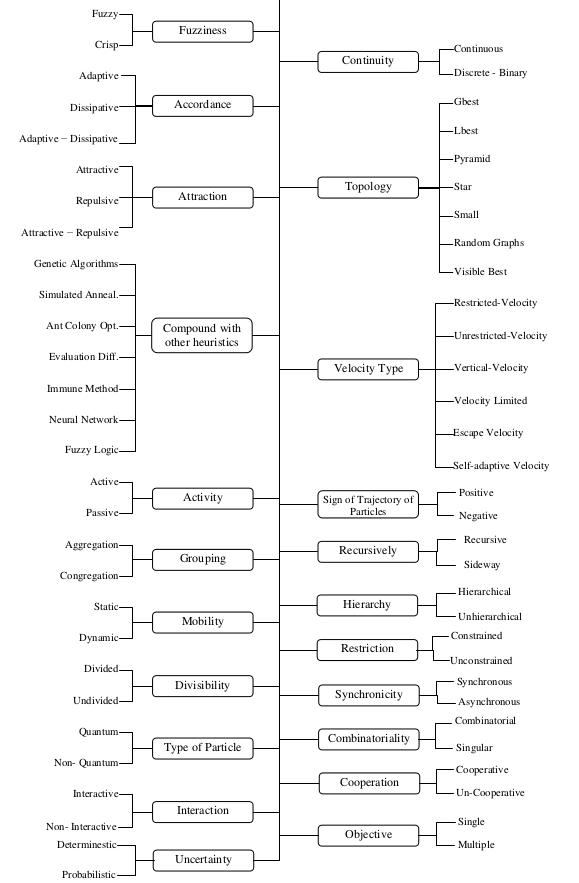 Fuzzy
Crisp
Fuzziness
Adaptive
Dissipative
Adaptive – Dissipative
Accordance
Attractive
Repulsive
Attractive – Repulsive
Attraction
Genetic Algorithms
Simulated Anneal.
Ant Colony Opt.
Evaluation Diff.
Immune Method
Neural Network
Fuzzy Logic
Compound with
other heuristics
Active
Passive
Activity
Aggregation
Congregation
Grouping
Static
Dynamic
Mobility
Divided
Undivided
Divisibility
Quantum
Non- Quantum
Type of Particle
Interactive
Non- Interactive
Interaction
Determinestic
Probabilistic
Uncertainty
Continuity
Continuous
Discrete - Binary
Topology
Gbest
Lbest
Pyramid
Star
Small
Random Graphs
Visible Best
Velocity Type
Restricted-Velocity
Unrestricted-Velocity
Vertical-Velocity
Velocity Limited
Escape Velocity
Self-adaptive Velocity
Sign of Trajectory of
Particles
Positive
Negative
Recursively
Recursive
Sideway
Hierarchy
Hierarchical
Unhierarchical
Restriction
Constrained
Unconstrained
Synchronicity
Synchronous
Asynchronous
Combinatoriality
Combinatorial
Singular
Cooperation
Cooperative
Un-Cooperative
Objective
Single
Multiple